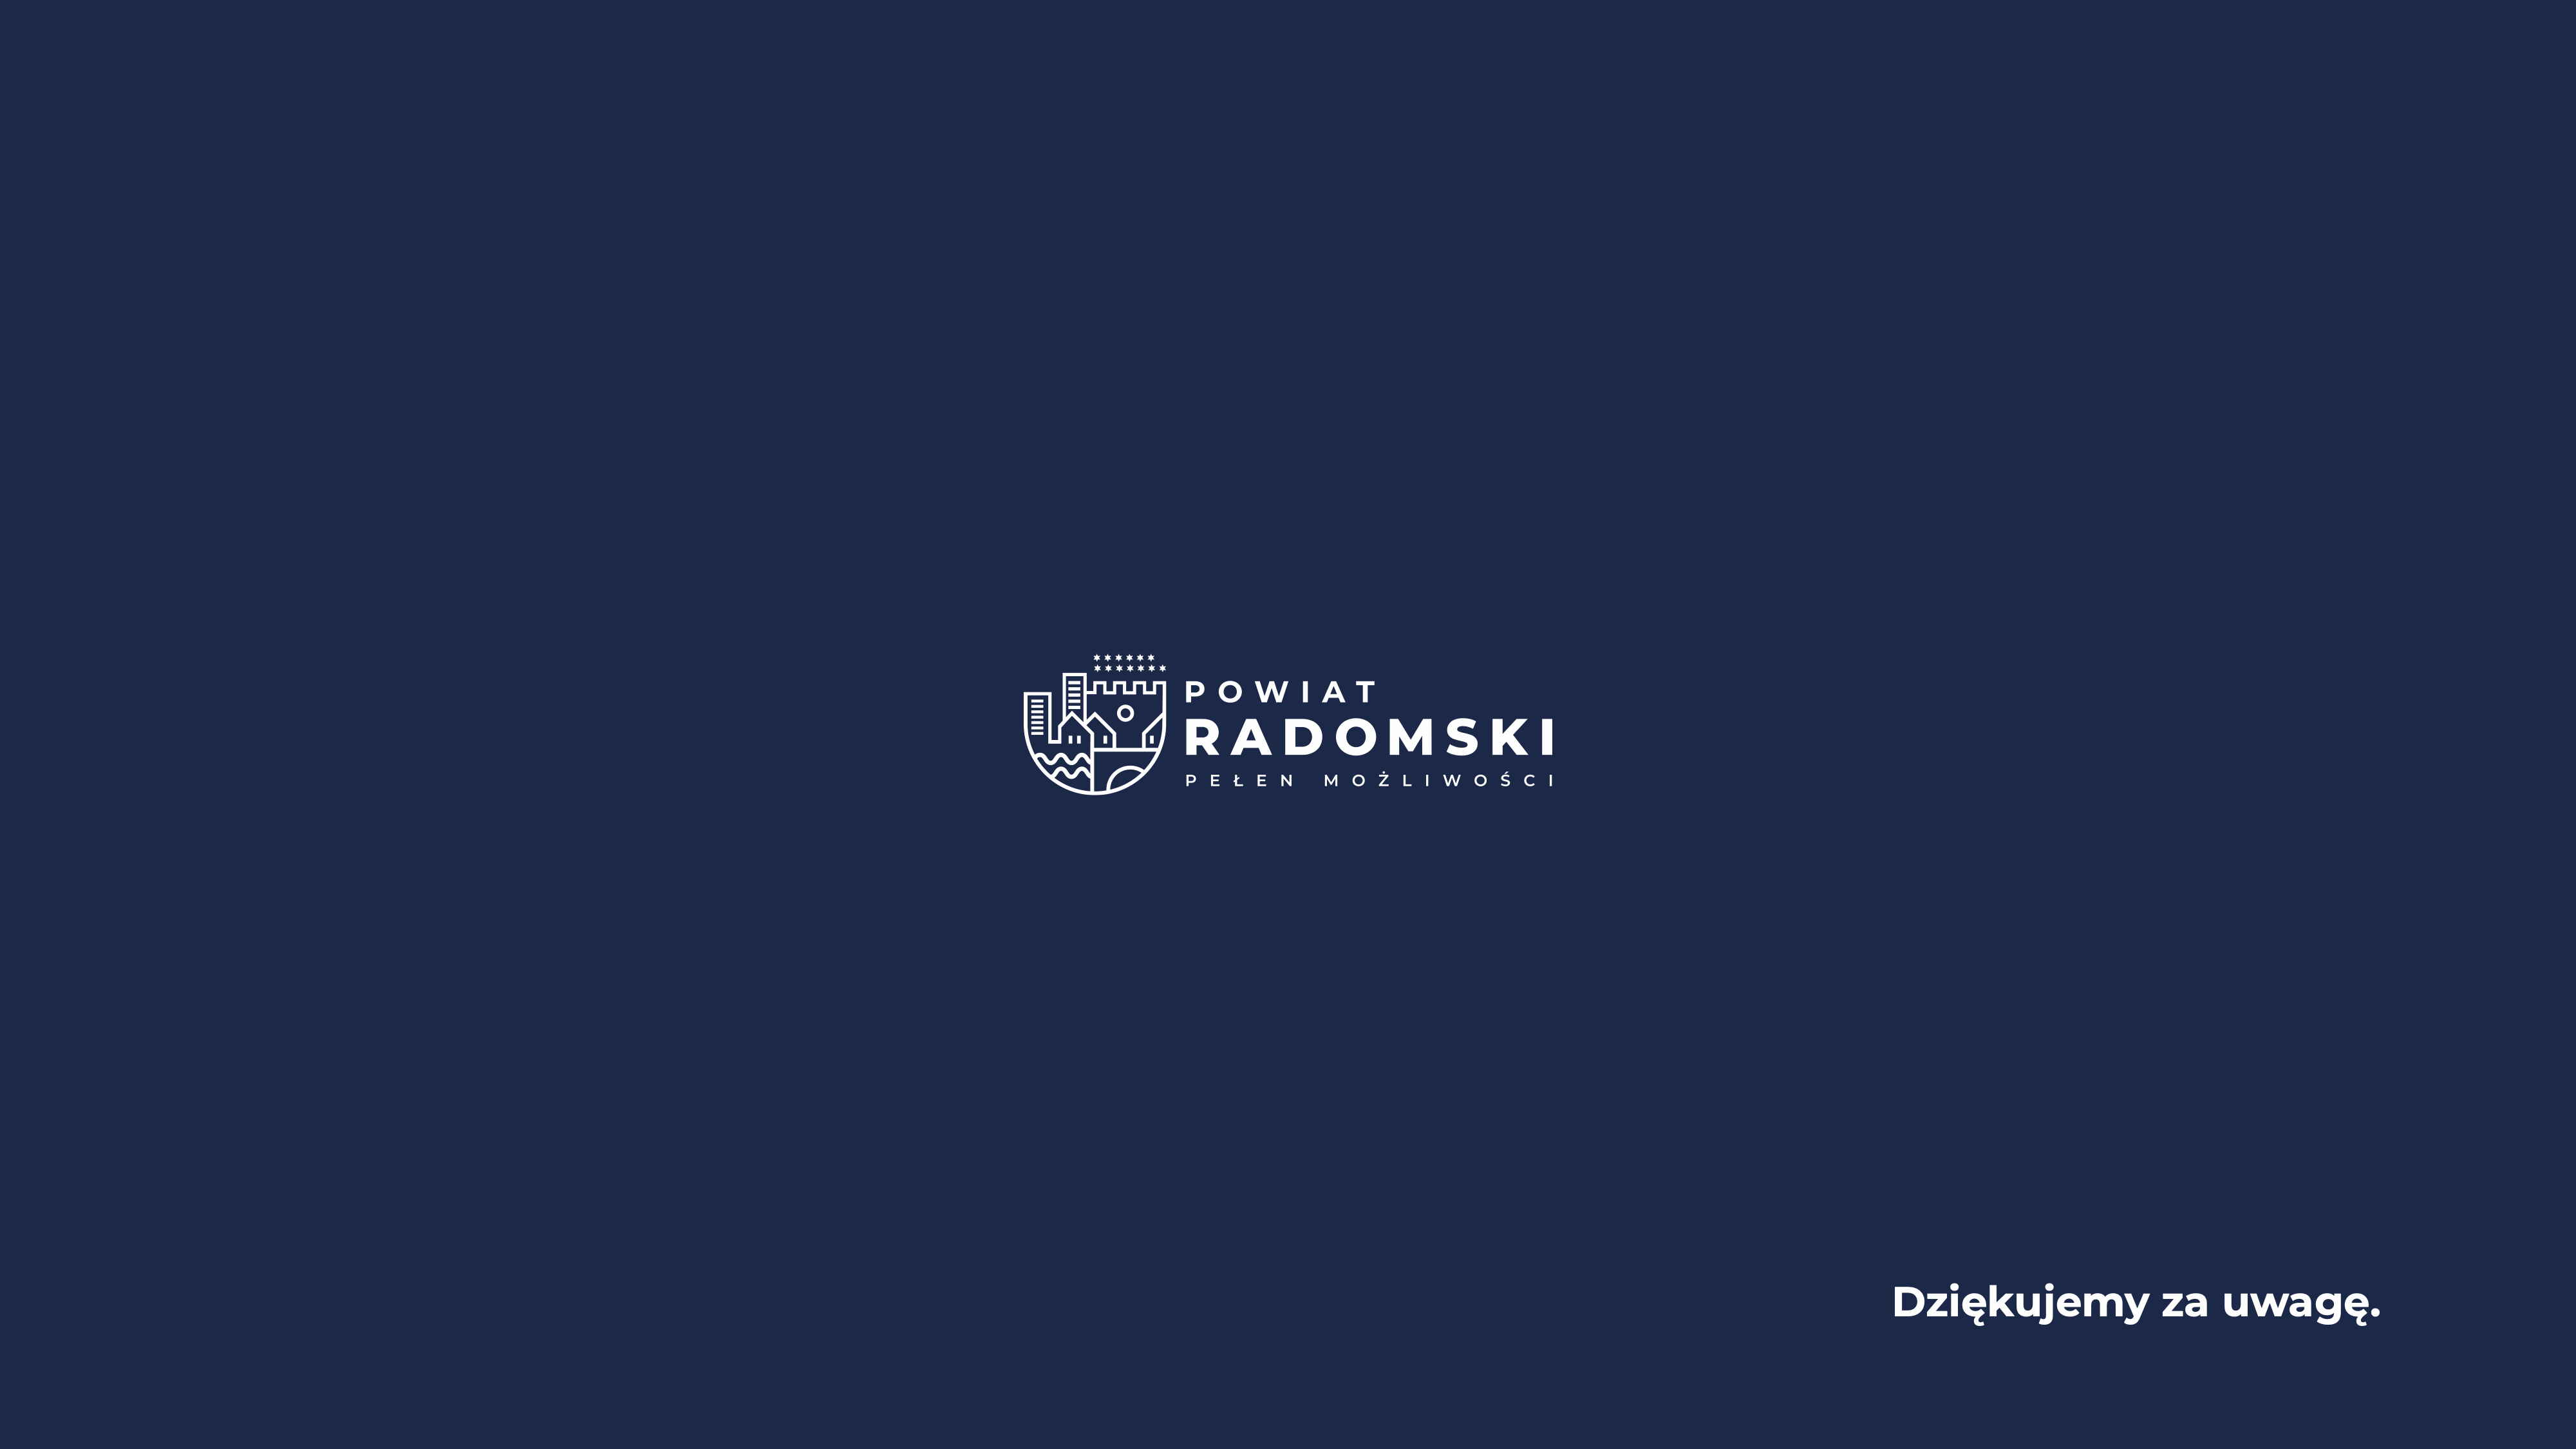 POWIAT
RADOMSKI
PEŁEN MOŻLIWOŚCI
Dziękujemy za uwagę.